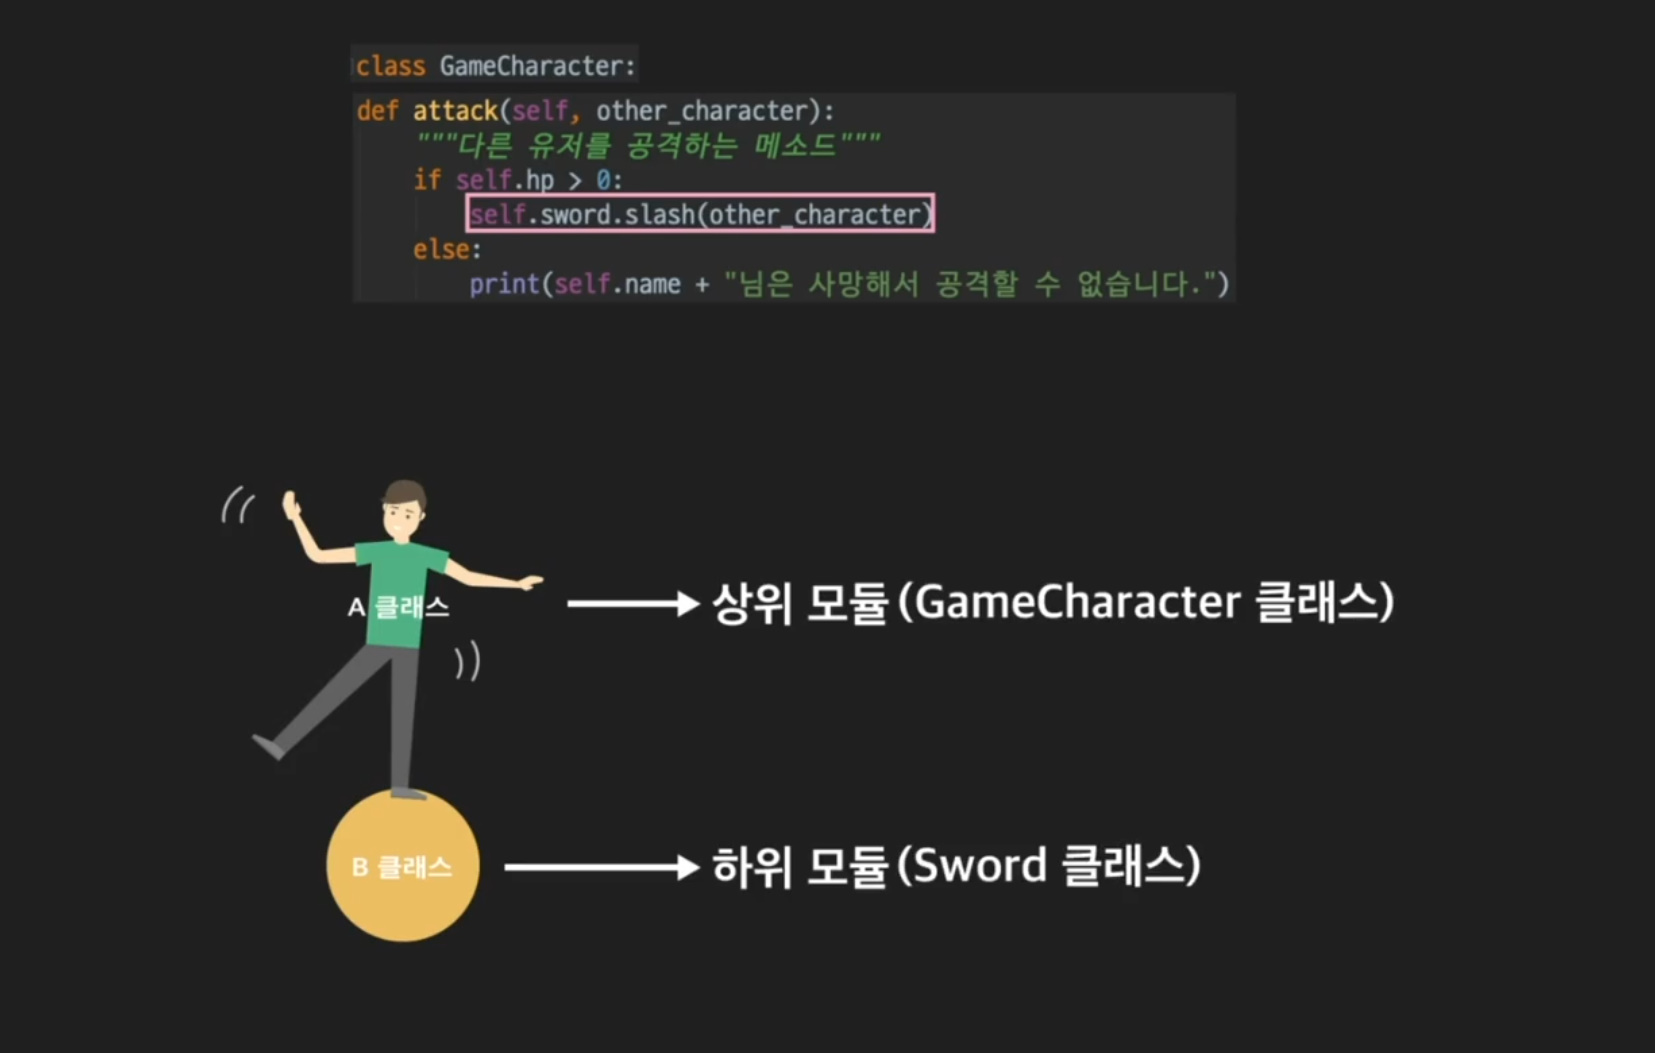 class GameCharacter:
def attack(self, other_character):
"""다른 유저를 공격하는 메소드"""
if self.hp > 0:
self.sword.slash(other_character)
else:
print(self.name + "님은 사망해서 공격할 수 없습니다.")
A 클래스
상위 모듈(GameCharacter 클래스)
B 클래스
하위 모듈(Sword 클래스)